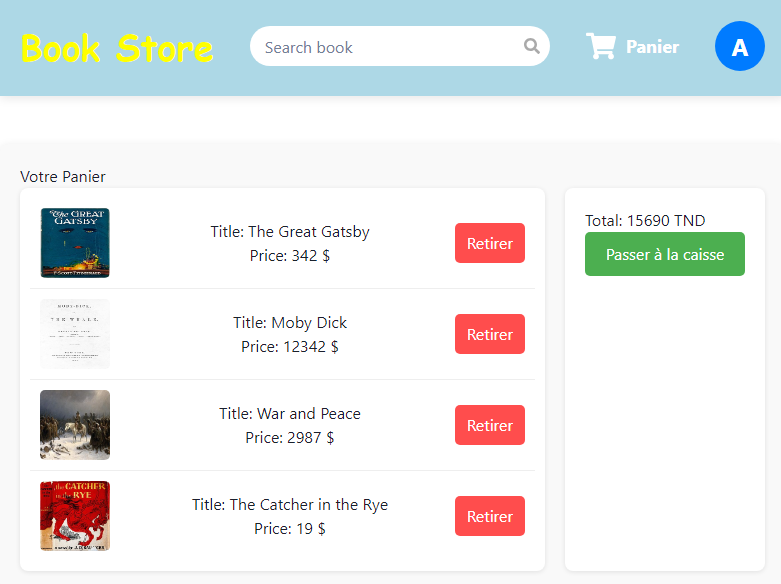 Book Store
Search book
Panier
A
Votre Panier
The GREAT
GATSBY
F. SCOTT FITZGERALD
Title: The Great Gatsby
Price: 342 $
Retirer
MOBY-DICK;
THE WHALE.
Title: Moby Dick
Price: 12342 $
Retirer
Title: War and Peace
Price: 2987 $
Retirer
the CATCHER
in the RYE
Title: The Catcher in the Rye
Price: 19 $
Retirer
Total: 15690 TND
Passer à la caisse